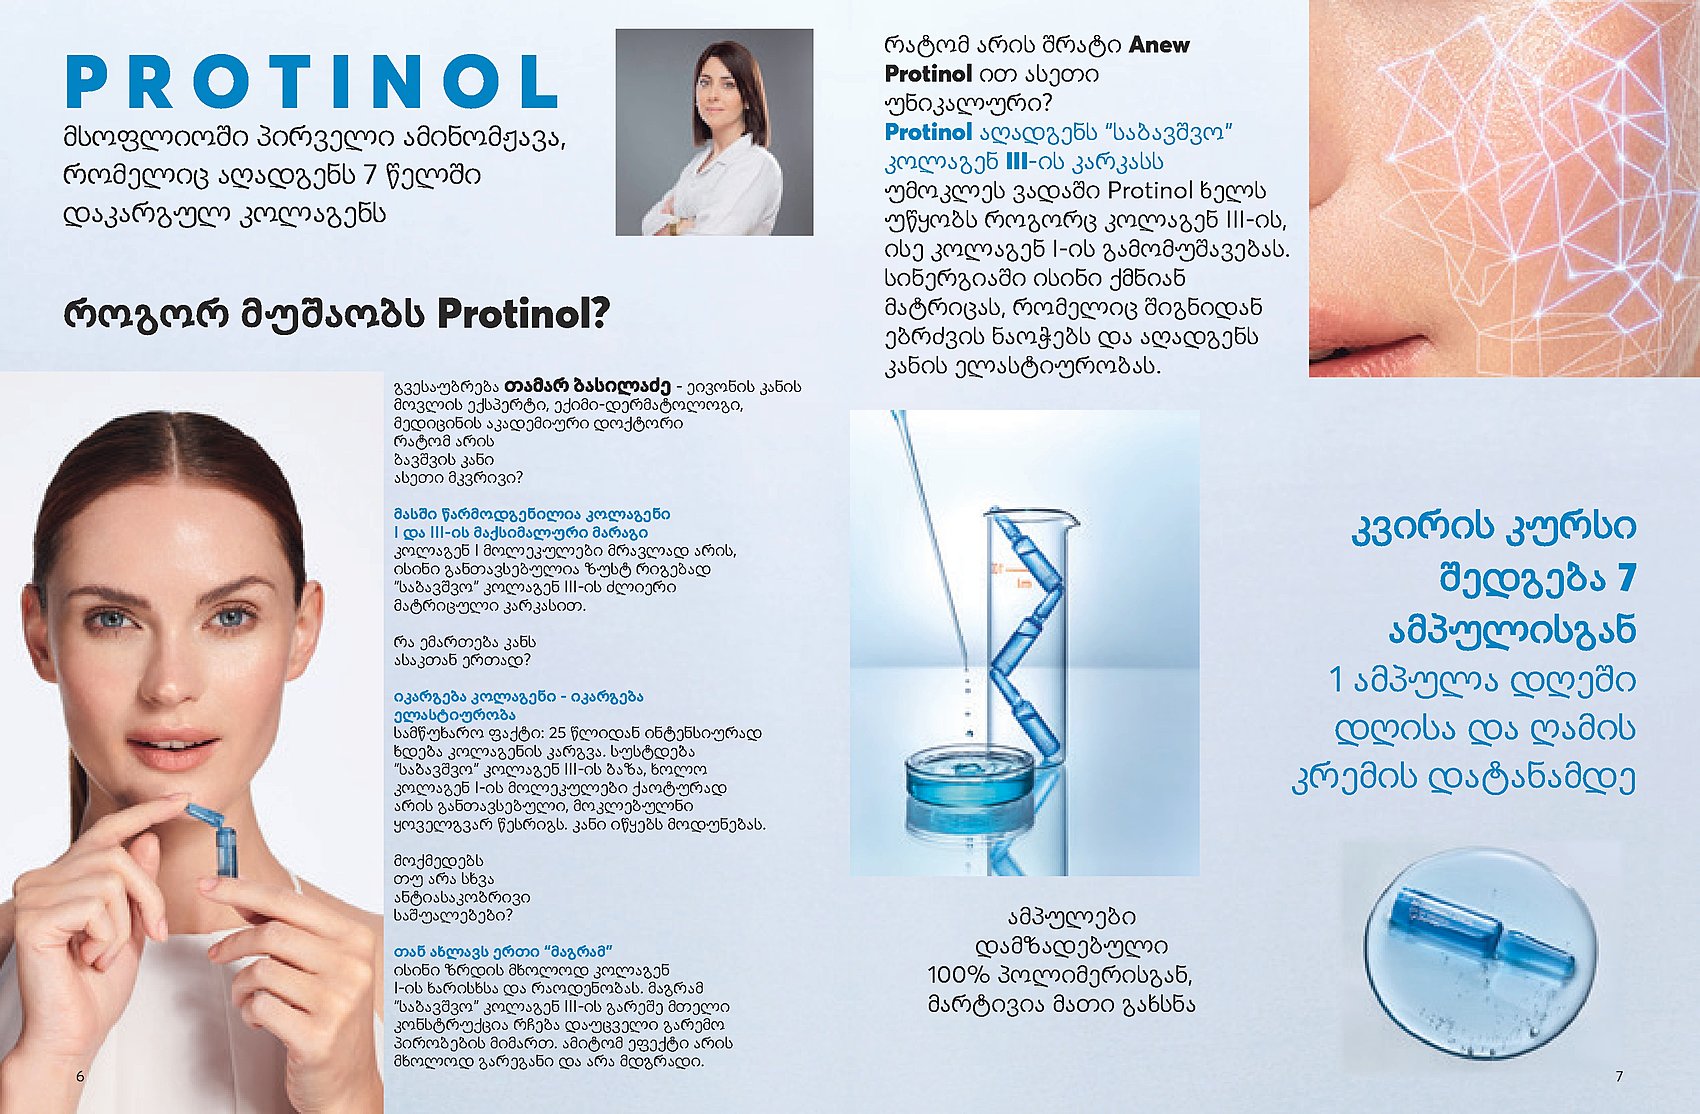 PROTINOL
მსოფლიოში პირველი ამინომჟავა,
რომელიც აღადგენს 7 წელში
დაკარგულ კოლაგენს
როგორ მუშაობს Protinol?
გვესაუბრება თამარ ბასილაძე - ეივონის კანის
მოვლის ექსპერტი, ექიმი-დერმატოლოგი,
მედიცინის აკადემიური დოქტორი
რატომ არის
ბავშვის კანი
ასეთი მკვრივი?
მასში წარმოდგენილია კოლაგენი
I და III-ის მაქსიმალური მარაგი
კოლაგენ I მოლეკულები მრავლად არის,
ისინი განთავსებულია ზუსტ რიგებად
"საბავშვო" კოლაგენ III-ის ძლიერი
მატრიცული კარკასით.
რა ემართება კანს
ასაკთან ერთად?
იკარგება კოლაგენი - იკარგება
ელასტიურობა
სამწუხარო ფაქტი: 25 წლიდან ინტენსიურად
ხდება კოლაგენის კარგვა. სუსტდება
"საბავშვო" კოლაგენ III-ის ბაზა, ხოლო
კოლაგენ I-ის მოლეკულები ქაოტურად
არის განთავსებული, მოკლებულნი
ყოველგვარ წესრიგს. კანი იწყებს მოდუნებას.
მოქმედებს
თუ არა სხვა
ანტიასაკობრივი
საშუალებები?
თან ახლავს ერთი "მაგრამ"
ისინი ზრდის მხოლოდ კოლაგენ
I-ის ხარისხსა და რაოდენობას. მაგრამ
"საბავშვო" კოლაგენ III-ის გარეშე მთელი
კონსტრუქცია რჩება დაუცველი გარემო
პირობების მიმართ. ამიტომ ეფექტი არის
მხოლოდ გარეგანი და არა მდგრადი.
6
რატომ არის შრატი Anew
Protinol ით ასეთი
უნიკალური?
Protinol აღადგენს "საბავშვო"
კოლაგენ III-ის კარკასს
უმოკლეს ვადაში Protinol ხელს
უწყობს როგორც კოლაგენ III-ის,
ისე კოლაგენ I-ის გამომუშავებას.
სინერგიაში ისინი ქმნიან
მატრიცას, რომელიც შიგნიდან
ებრძვის ნაოჭებს და აღადგენს
კანის ელასტიურობას.
ამპულები
დამზადებული
100% პოლიმერისგან,
მარტივია მათი გახსნა
კვირის კურსი
შედგება 7
ამპულისგან
1 ამპულა დღეში
დღისა და ღამის
კრემის დატანამდე
7